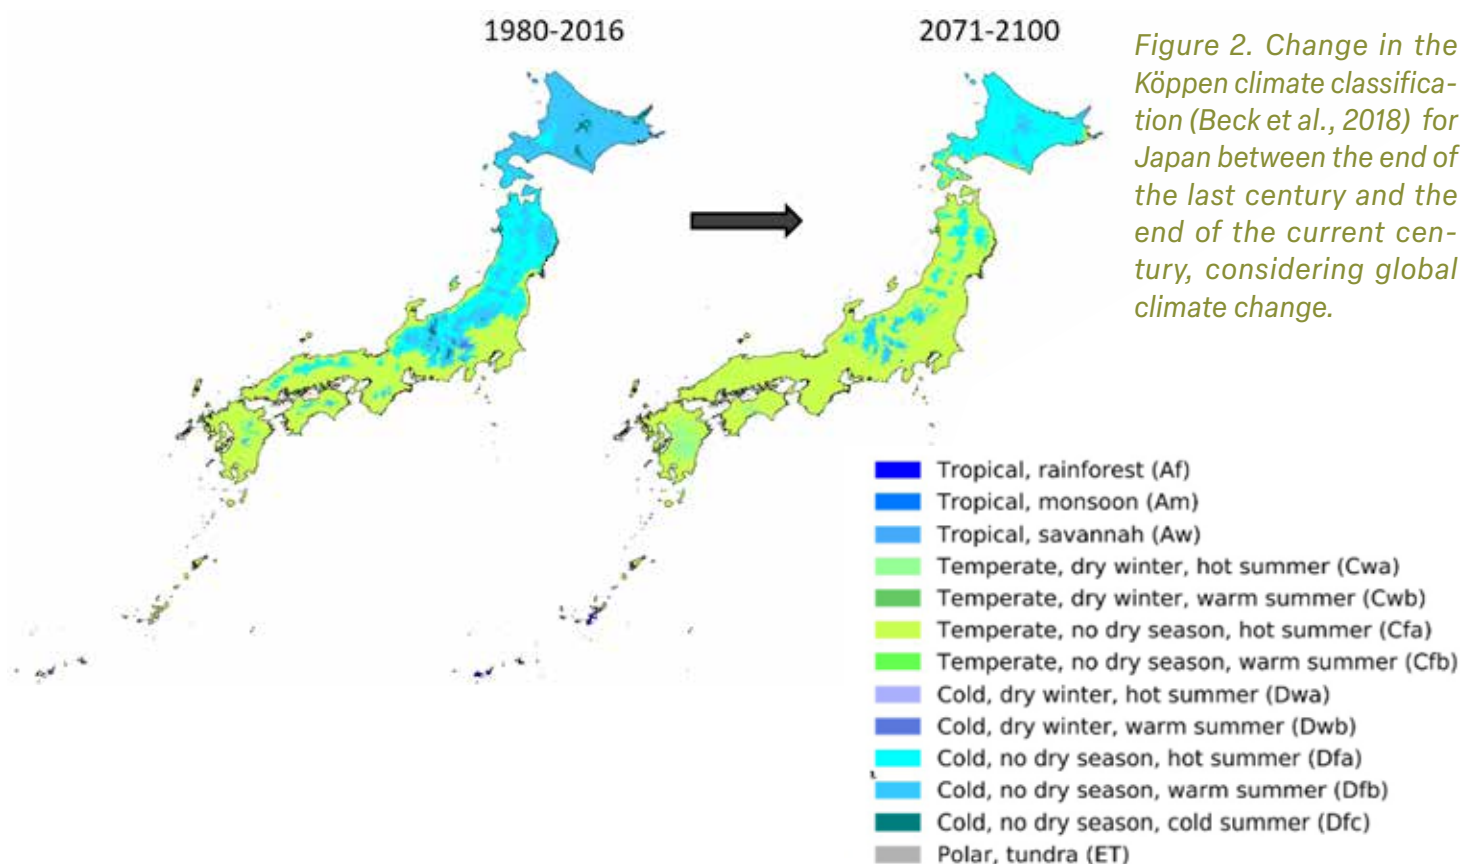 1980-2016
2071-2100
Figure 2. Change in the
Köppen climate classifica-
tion (Beck et al., 2018) for
Japan between the end of
the last century and the
end of the current cen-
tury, considering global
climate change.
Tropical, rainforest (Af)
Tropical, monsoon (Am)
Tropical, savannah (Aw)
Temperate, dry winter, hot summer (Cwa)
Temperate, dry winter, warm summer (Cwb)
Temperate, no dry season, hot summer (Cfa)
Temperate, no dry season, warm summer (Cfb)
Cold, dry winter, hot summer (Dwa)
Cold, dry winter, warm summer (Dwb)
Cold, no dry season, hot summer (Dfa)
Cold, no dry season, warm summer (Dfb)
Cold, no dry season, cold summer (Dfc)
Polar, tundra (ET)